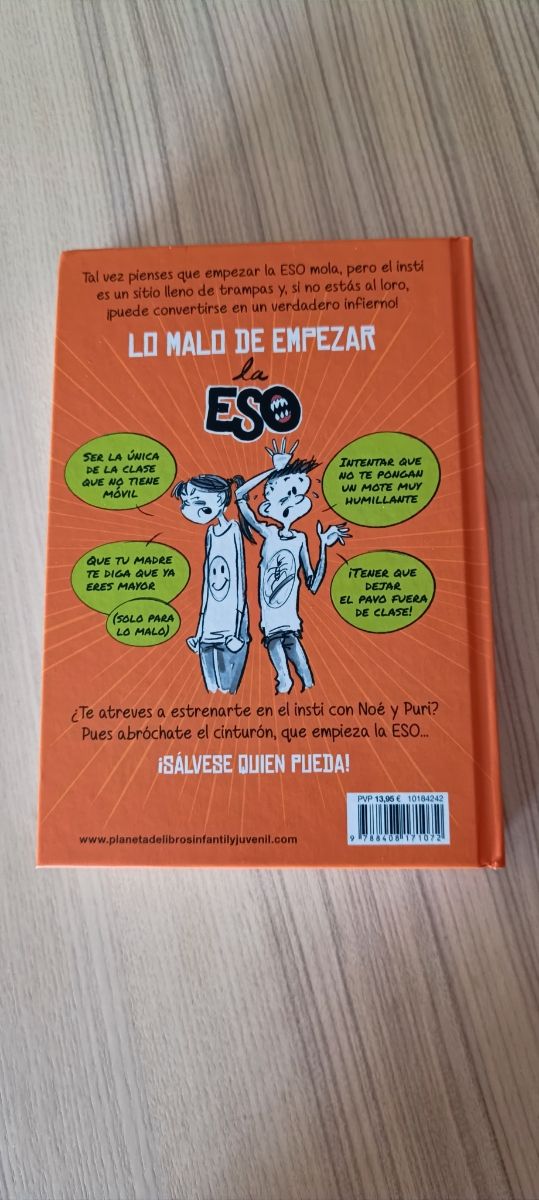 Tal vez pienses que empezar la ESO mola, pero el insti
es un sitio lleno de trampas y, si no estás al loro,
¡puede convertirse en un verdadero infierno!
LO MALO DE EMPEZAR
la
ESO
SER LA ÚNICA
DE LA CLASE
QUE NO TIENE
MÓVIL
INTENTAR QUE
NO TE PONGAN
UN MOTE MUY
HUMILLANTE
QUE TU MADRE
TE DIGA QUE YA
ERES MAYOR
(SOLO PARA
LO MALO)
¡TENER QUE
DEJAR
EL PAVO FUERA
DE CLASE!
¿Te atreves a estrenarte en el insti con Noé y Puri?
Pues abróchate el cinturón, que empieza la ESO...
¡SÁLVESE QUIEN PUEDA!
PVP 13,95 € 10184242
9 788408 171072
www.planetadelibrosinfantilyjuvenil.com